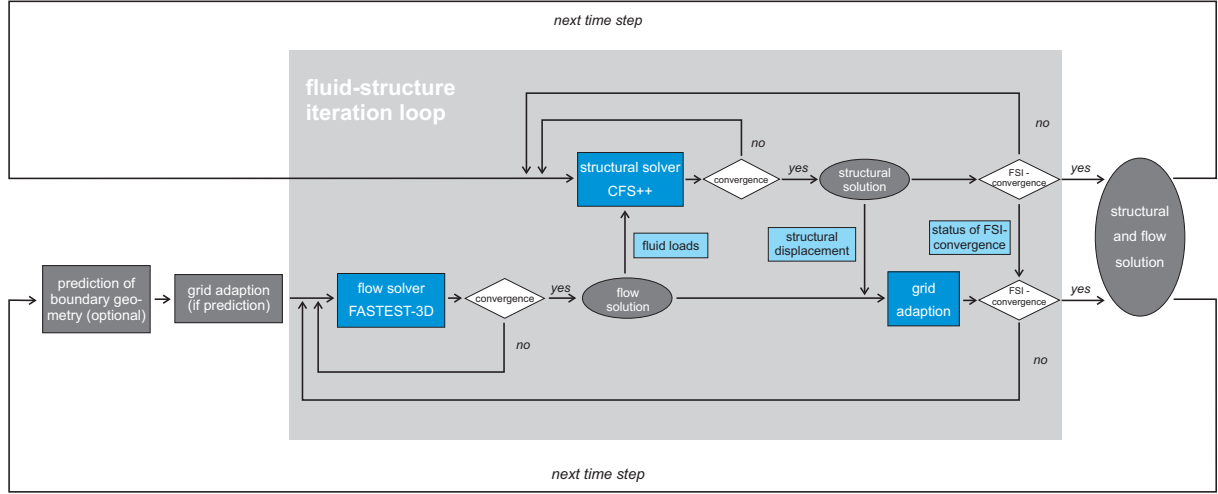 next time step
fluid-structure
iteration loop
no
no
structural solver
CFS++
convergence
yes
structural
solution
FSI -
convergence
yes
structural
and flow
solution
fluid loads
structural
displacement
status of FSI-
convergence
prediction of
boundary geo-
metry (optional)
grid adaption
(if prediction)
flow solver
FASTEST-3D
convergence
yes
flow
solution
grid
adaption
FSI -
convergence
yes
no
no
next time step